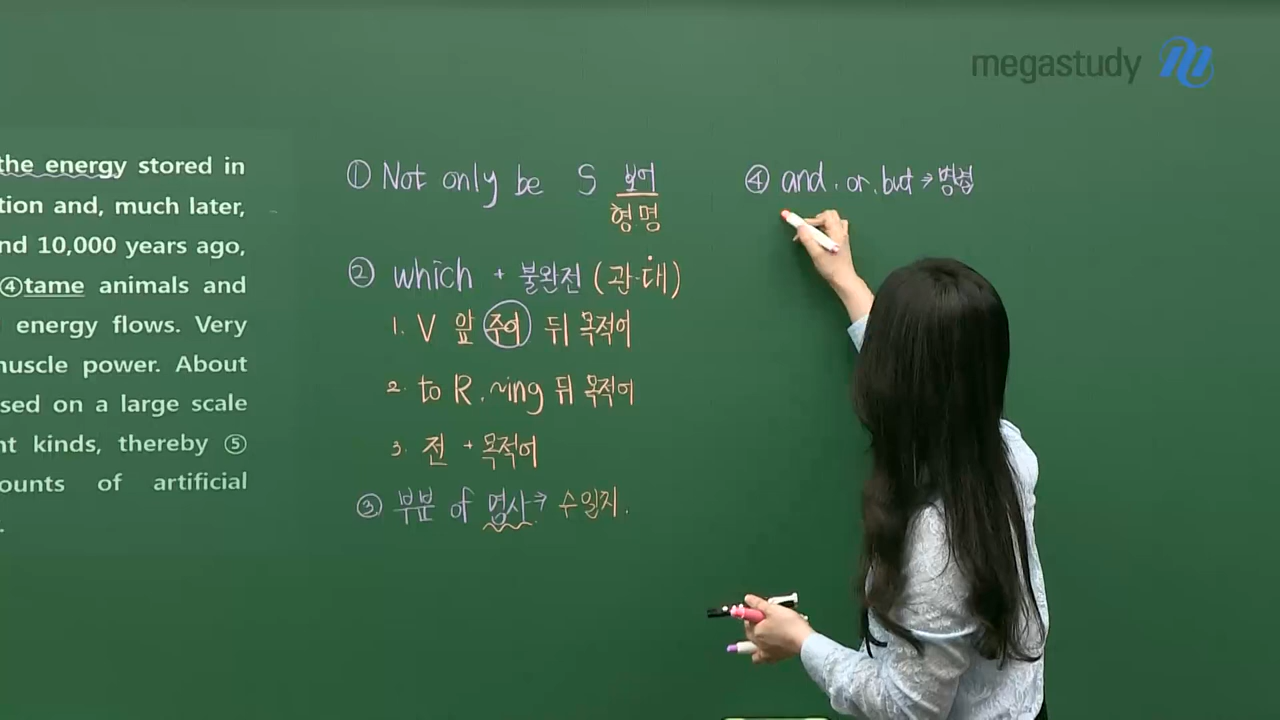 megastudy
the energy stored in
tion and, much later,
nd 10,000 years ago,
④tame animals and
energy flows. Very
nuscle power. About
sed on a large scale
nt kinds, thereby ⑤
ounts of artificial
① Not only be S 보어
형 명
② which + 불완전 (관·대)
1. V 앞 주어 뒤 목적어
2. to R, ~ing 뒤 목적어
3. 전 + 목적어
③ 부분 of 명사→ 수일치.
④ and, or, but → 병렬